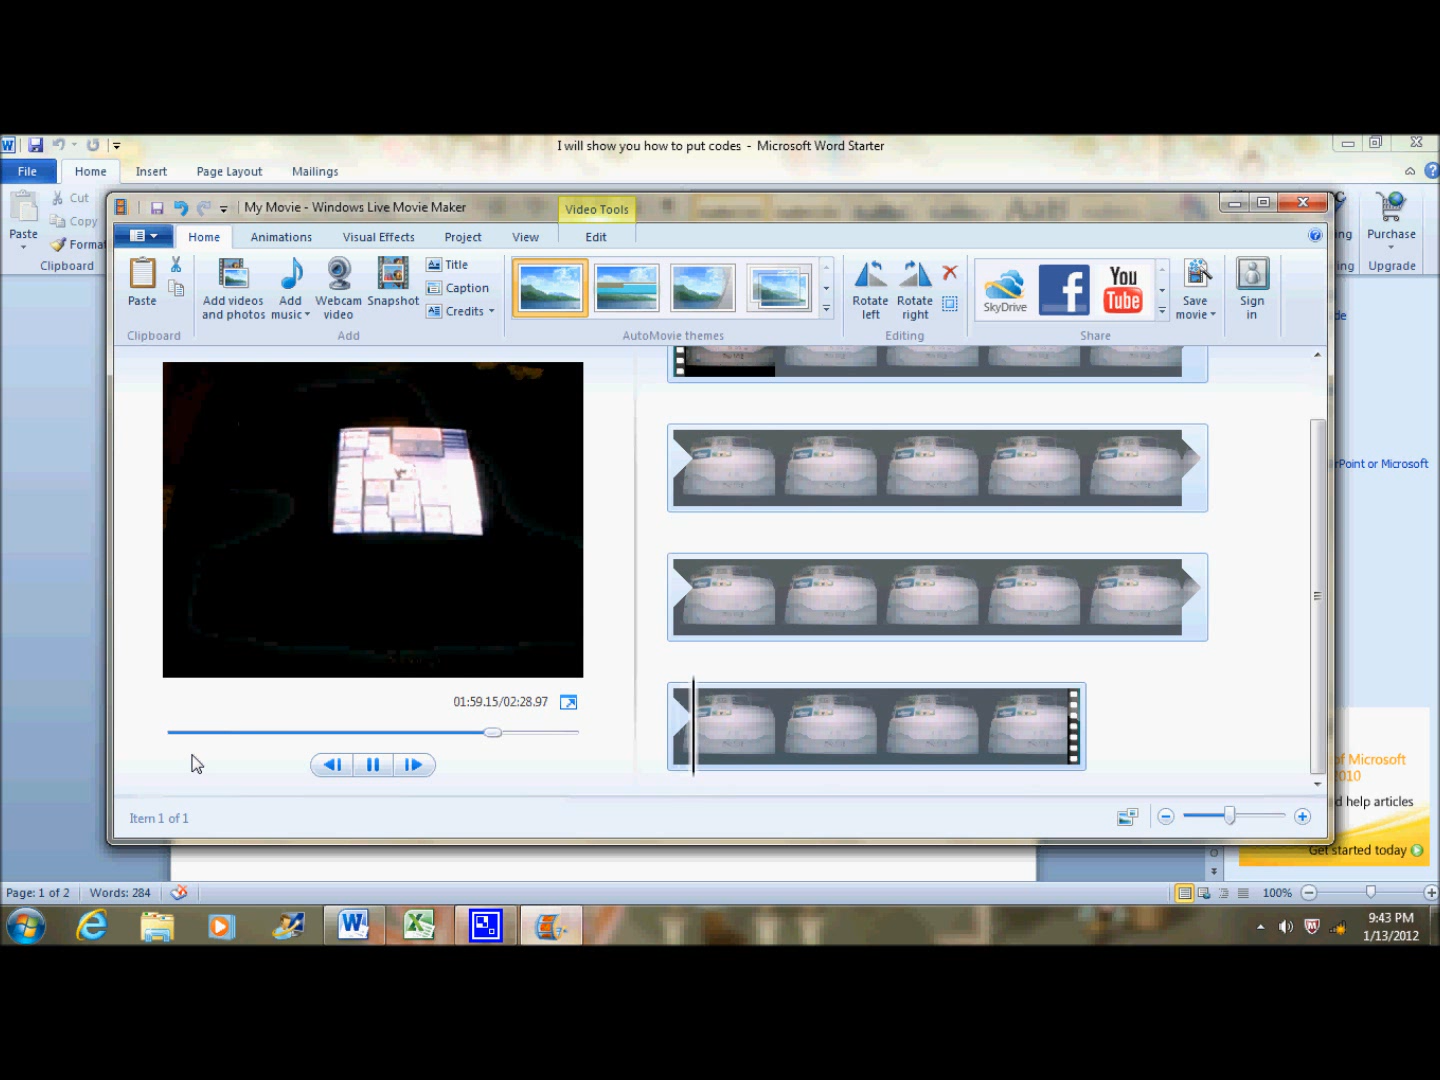 I will show you how to put codes - Microsoft Word Starter
File Home Insert Page Layout Mailings
Cut
Copy
Paste
Clipboard
Purchase
Upgrade
My Movie - Windows Live Movie Maker
Video Tools
Home Animations Visual Effects Project View Edit
Paste
Clipboard
Add videos and photos
Add music
Webcam video
Snapshot
Title
Caption
Credits
Add
AutoMovie themes
Rotate left
Rotate right
Editing
SkyDrive
You Tube
Share
Save movie
Sign in
01:59.15/02:28.97
Item 1 of 1
of Microsoft
help articles
Get started today
Page: 1 of 2 Words: 284
100%
9:43 PM
1/13/2012